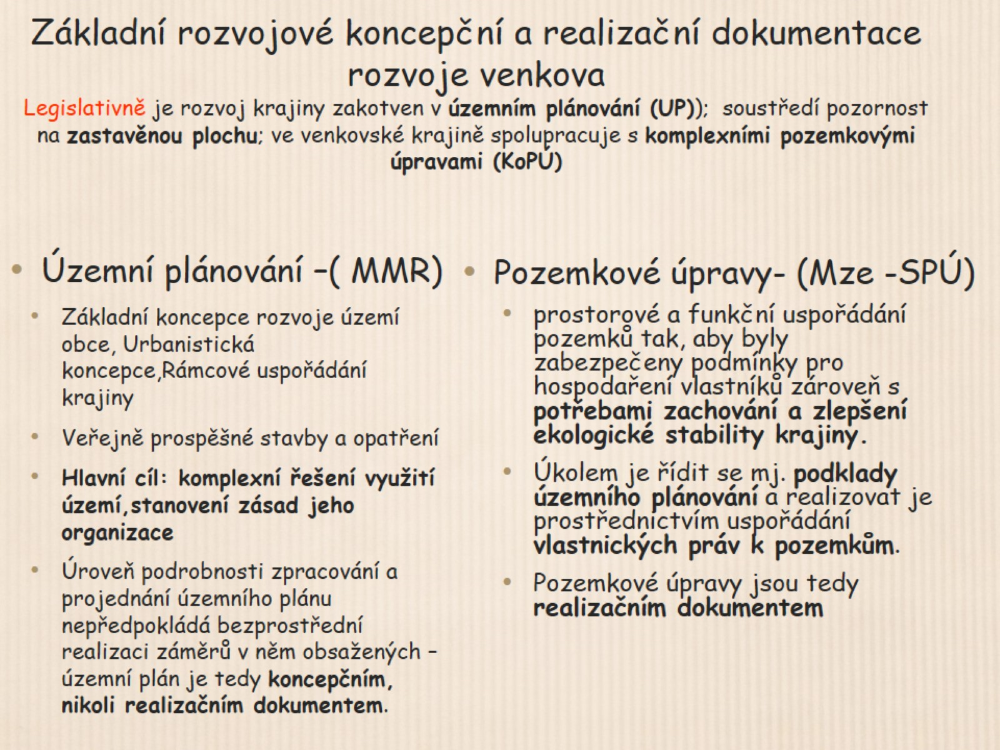 Základní rozvojové koncepční a realizační dokumentace
rozvoje venkova
Legislativně je rozvoj krajiny zakotven v územním plánování (UP)); soustředí pozornost
na zastavěnou plochu; ve venkovské krajině spolupracuje s komplexními pozemkovými
úpravami (KoPÚ)
• Územní plánování –( MMR)
• Základní koncepce rozvoje území
obce, Urbanistická
koncepce,Rámcové uspořádání
krajiny
• Veřejně prospěšné stavby a opatření
• Hlavní cíl: komplexní řešení využití
území,stanovení zásad jeho
organizace
• Úroveň podrobnosti zpracování a
projednání územního plánu
nepředpokládá bezprostřední
realizaci záměrů v něm obsažených –
územní plán je tedy koncepčním,
nikoli realizačním dokumentem.
• Pozemkové úpravy- (Mze -SPÚ)
• prostorové a funkční uspořádání
pozemků tak, aby byly
zabezpečeny podmínky pro
hospodaření vlastníků zároveň s
potřebami zachování a zlepšení
ekologické stability krajiny.
• Úkolem je řídit se mj. podklady
územního plánování a realizovat je
prostřednictvím uspořádání
vlastnických práv k pozemkům.
• Pozemkové úpravy jsou tedy
realizačním dokumentem